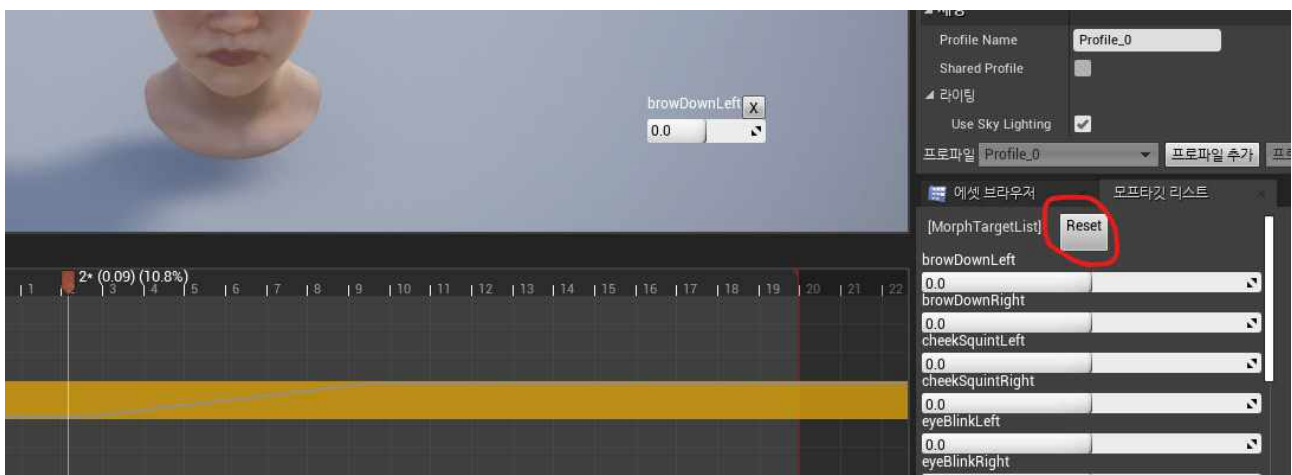 Profile Name
Profile_0
Shared Profile
라이팅
Use Sky Lighting
프로파일 Profile_0
프로파일 추가
browDownLeft X
0.0
에셋 브라우저
모프타깃 리스트
[MorphTargetList]
Reset
browDownLeft
0.0
browDownRight
0.0
cheekSquintLeft
0.0
cheekSquintRight
0.0
eyeBlinkLeft
0.0
eyeBlinkRight
2* (0.09) (10.8%)
1 2 3 4 5 6 7 8 9 10 11 12 13 14 15 16 17 18 19 20 21 22